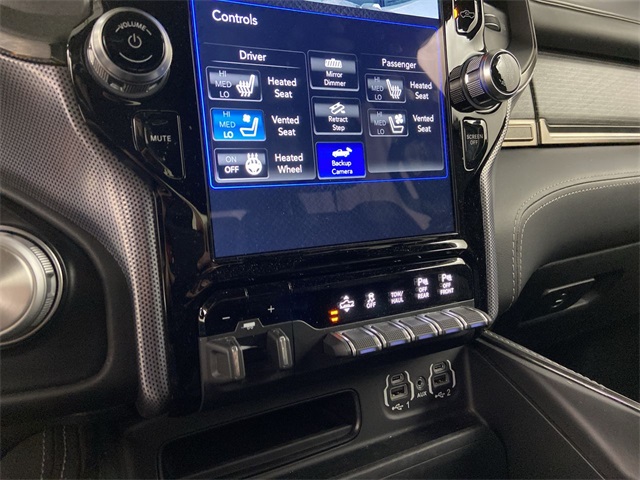 VOLUME
Controls
Driver
Passenger
HI
MED
LO
Heated
Seat
Mirror
Dimmer
HI
MED
LO
Heated
Seat
MUTE
HI
MED
LO
Vented
Seat
Retract
Step
HI
MED
LO
Vented
Seat
SCREEN
OFF
ON
OFF
Heated
Wheel
Backup
Camera
- +
OFF
TOW/
HAUL
P
OFF
REAR
P
OFF
FRONT
1
AUX
2